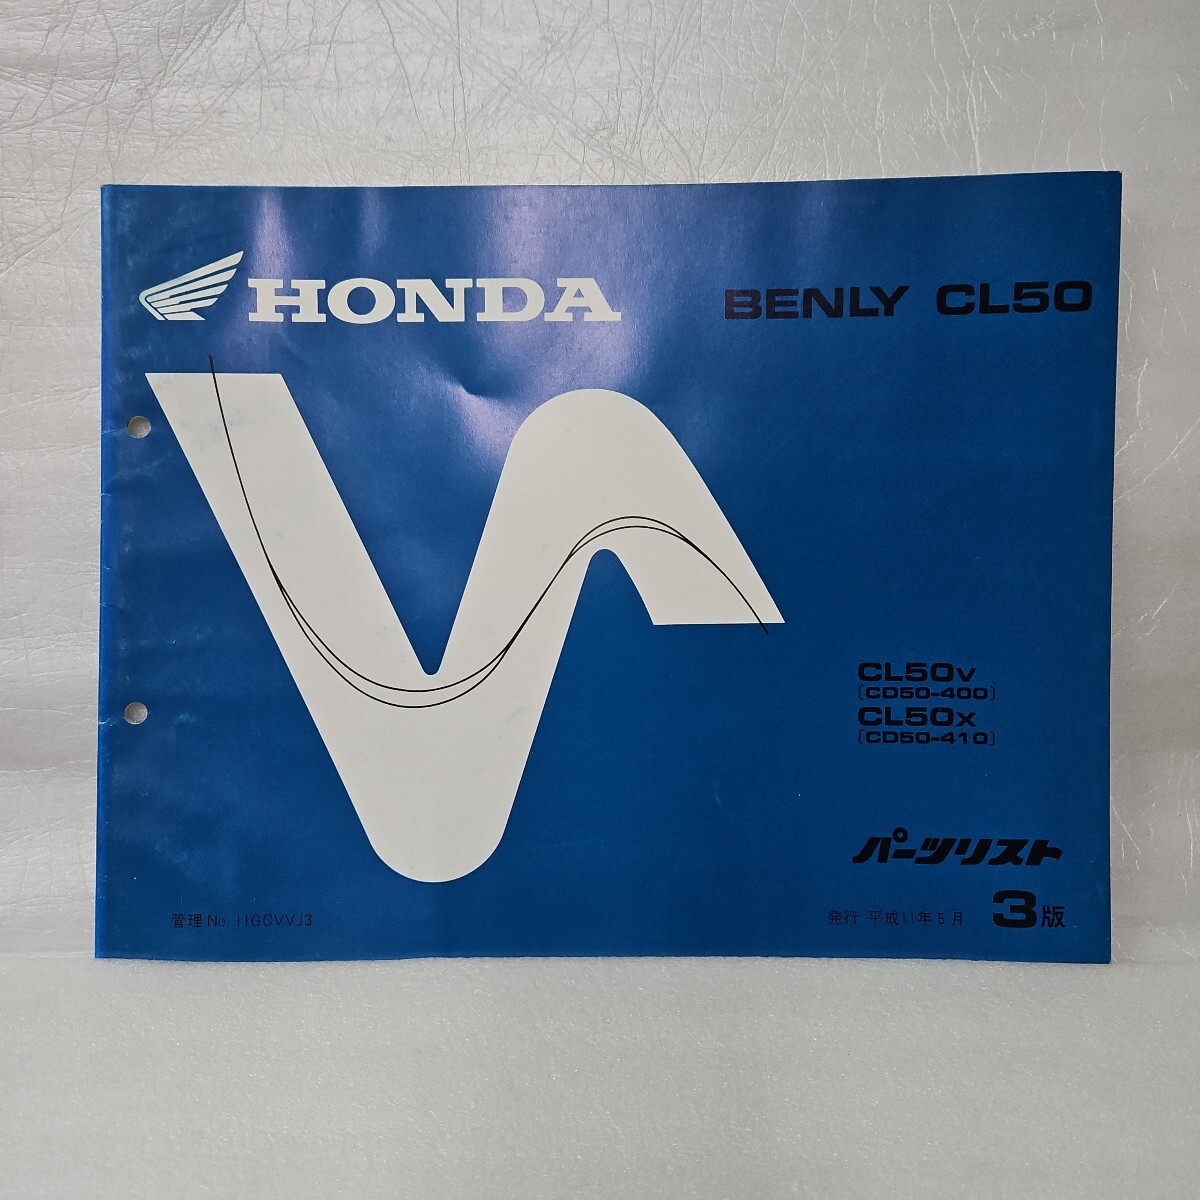 HONDA
BENLY CL50
CL50V
(CD50-400)
CL50X
(CD50-410)
パーツリスト
管理No. 11GCVVJ3
発行 平成11年5月 3版